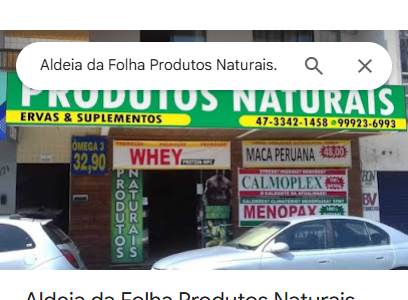 Aldeia da Folha Produtos Naturais.
PRODUTOS NATURAIS
ERVAS & SUPLEMENTOS
47-3342-1458 99923-6993
ÔMEGA 3
32,90
WHEY
PROTEIN WPC
MACA PERUANA 48,00
CALMOPLEX
MENOPAX
PRODUTOS
NATURAIS
Aldeia da Folha Produtos Naturais